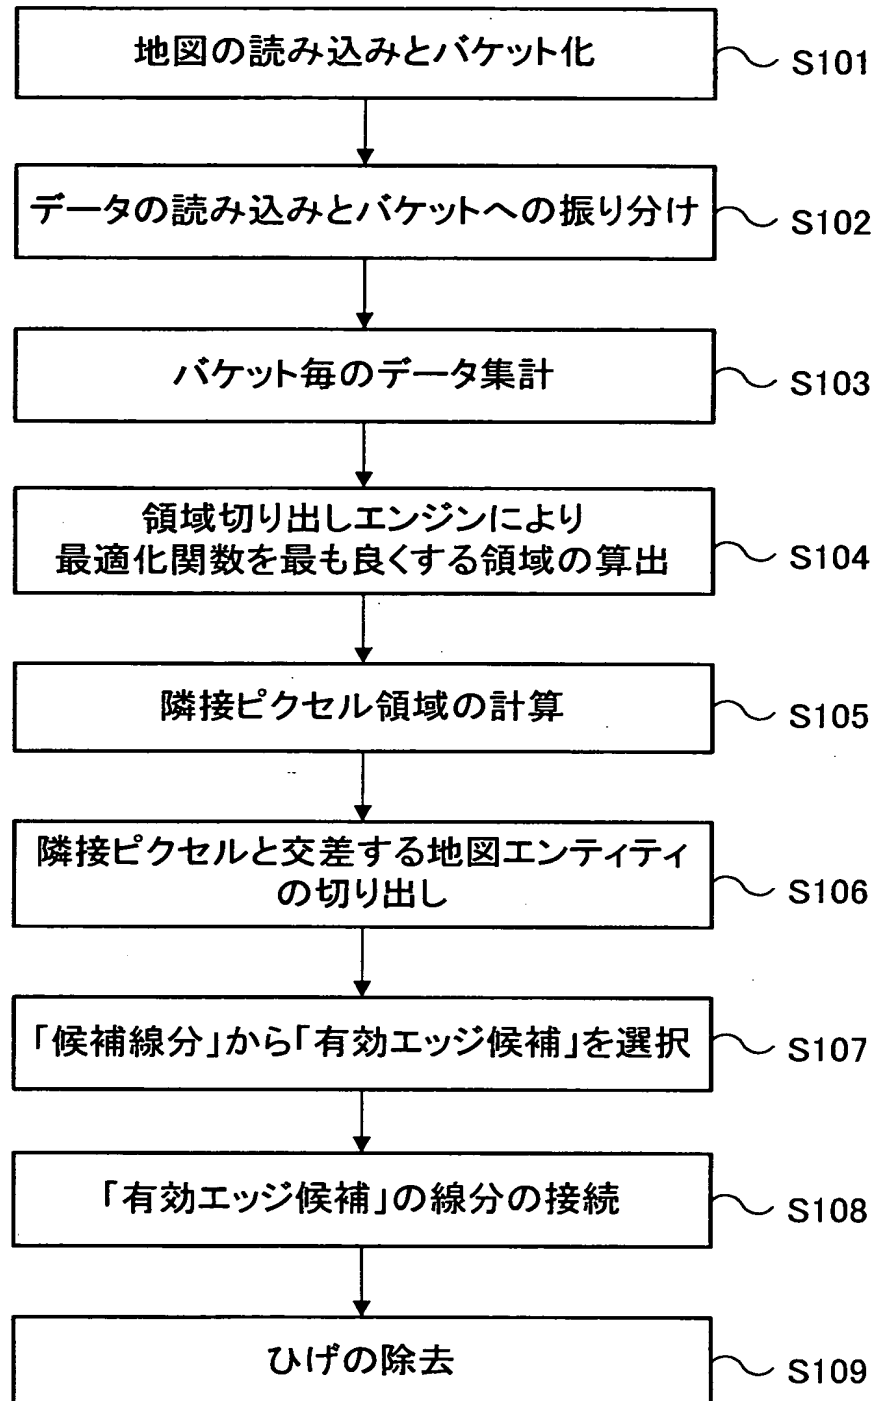 地図の読み込みとバケット化
S101
データの読み込みとバケットへの振り分け
S102
バケット毎のデータ集計
S103
領域切り出しエンジンにより
最適化関数を最も良くする領域の算出
S104
隣接ピクセル領域の計算
S105
隣接ピクセルと交差する地図エンティティ
の切り出し
S106
「候補線分」から「有効エッジ候補」を選択
S107
「有効エッジ候補」の線分の接続
S108
ひげの除去
S109